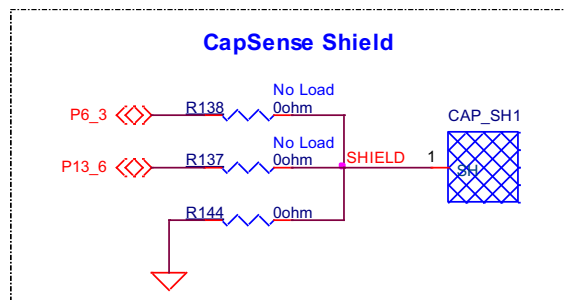 CapSense Shield
No Load
P6_3 R138 0ohm
CAP_SH1
No Load
P13_6 R137 0ohm SHIELD 1
SH
R144 0ohm